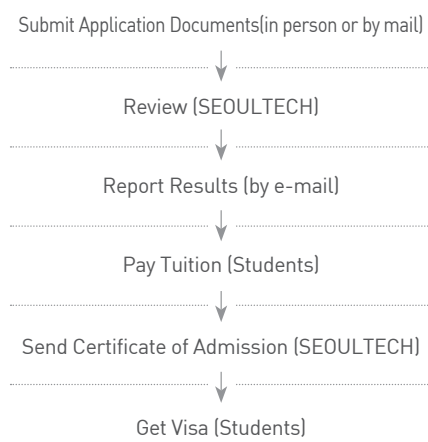 Submit Application Documents(in person or by mail)
Review (SEOULTECH)
Report Results (by e-mail)
Pay Tuition (Students)
Send Certificate of Admission (SEOULTECH)
Get Visa (Students)